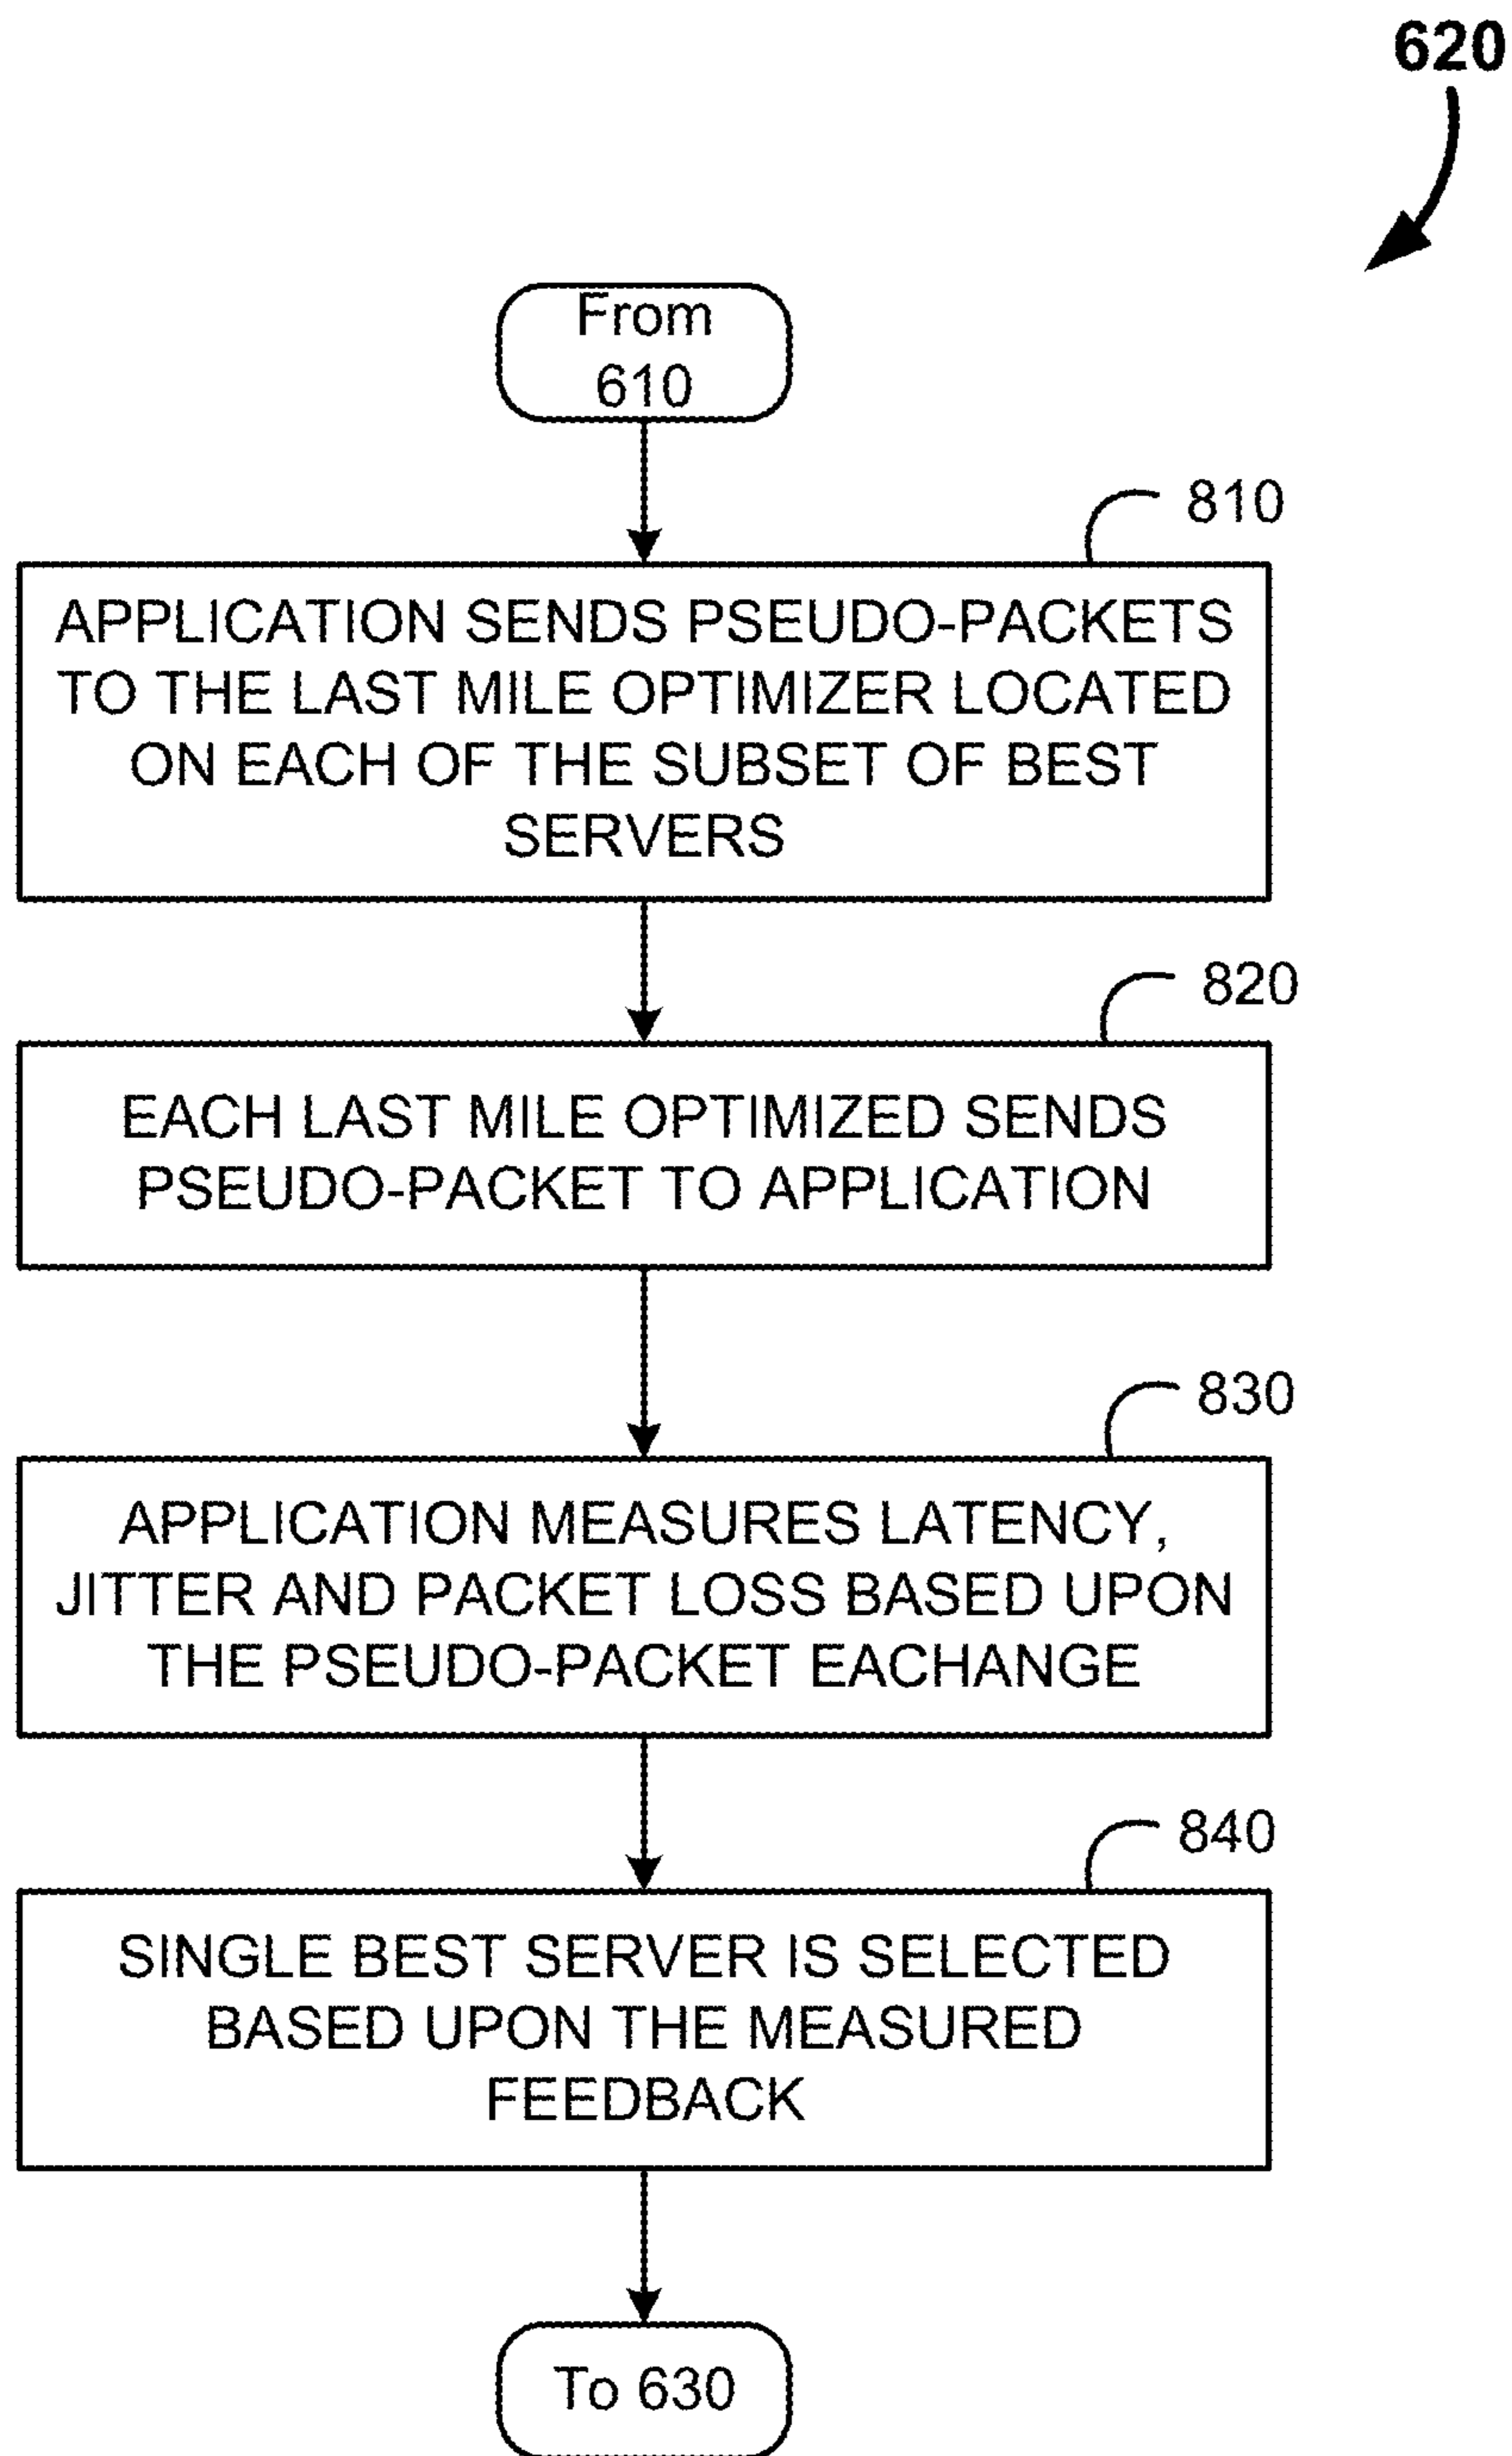 620
From
610
810
APPLICATION SENDS PSEUDO-PACKETS
TO THE LAST MILE OPTIMIZER LOCATED
ON EACH OF THE SUBSET OF BEST
SERVERS
820
EACH LAST MILE OPTIMIZED SENDS
PSEUDO-PACKET TO APPLICATION
830
APPLICATION MEASURES LATENCY,
JITTER AND PACKET LOSS BASED UPON
THE PSEUDO-PACKET EACHANGE
840
SINGLE BEST SERVER IS SELECTED
BASED UPON THE MEASURED
FEEDBACK
To 630